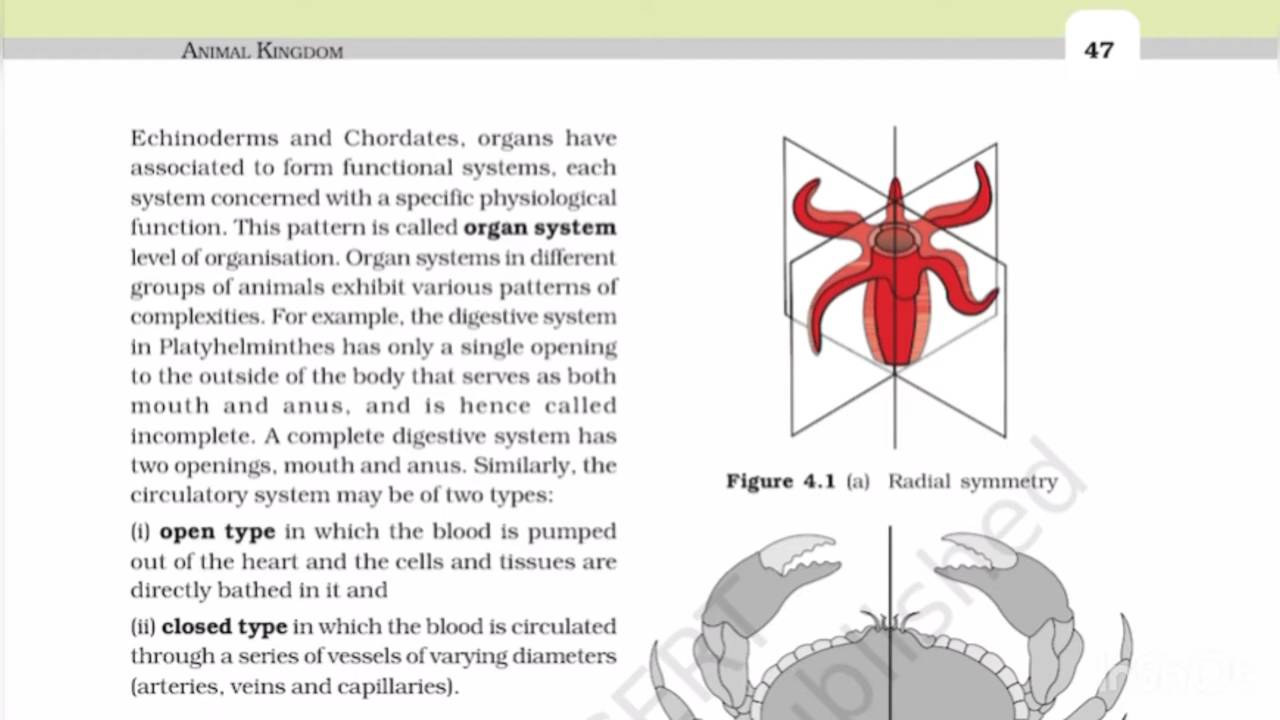 ANIMAL KINGDOM
47
Echinoderms and Chordates, organs have
associated to form functional systems, each
system concerned with a specific physiological
function. This pattern is called organ system
level of organisation. Organ systems in different
groups of animals exhibit various patterns of
complexities. For example, the digestive system
in Platyhelminthes has only a single opening
to the outside of the body that serves as both
mouth and anus, and is hence called
incomplete. A complete digestive system has
two openings, mouth and anus. Similarly, the
circulatory system may be of two types:
(i) open type in which the blood is pumped
out of the heart and the cells and tissues are
directly bathed in it and
(ii) closed type in which the blood is circulated
through a series of vessels of varying diameters
(arteries, veins and capillaries).
Figure 4.1 (a) Radial symmetry